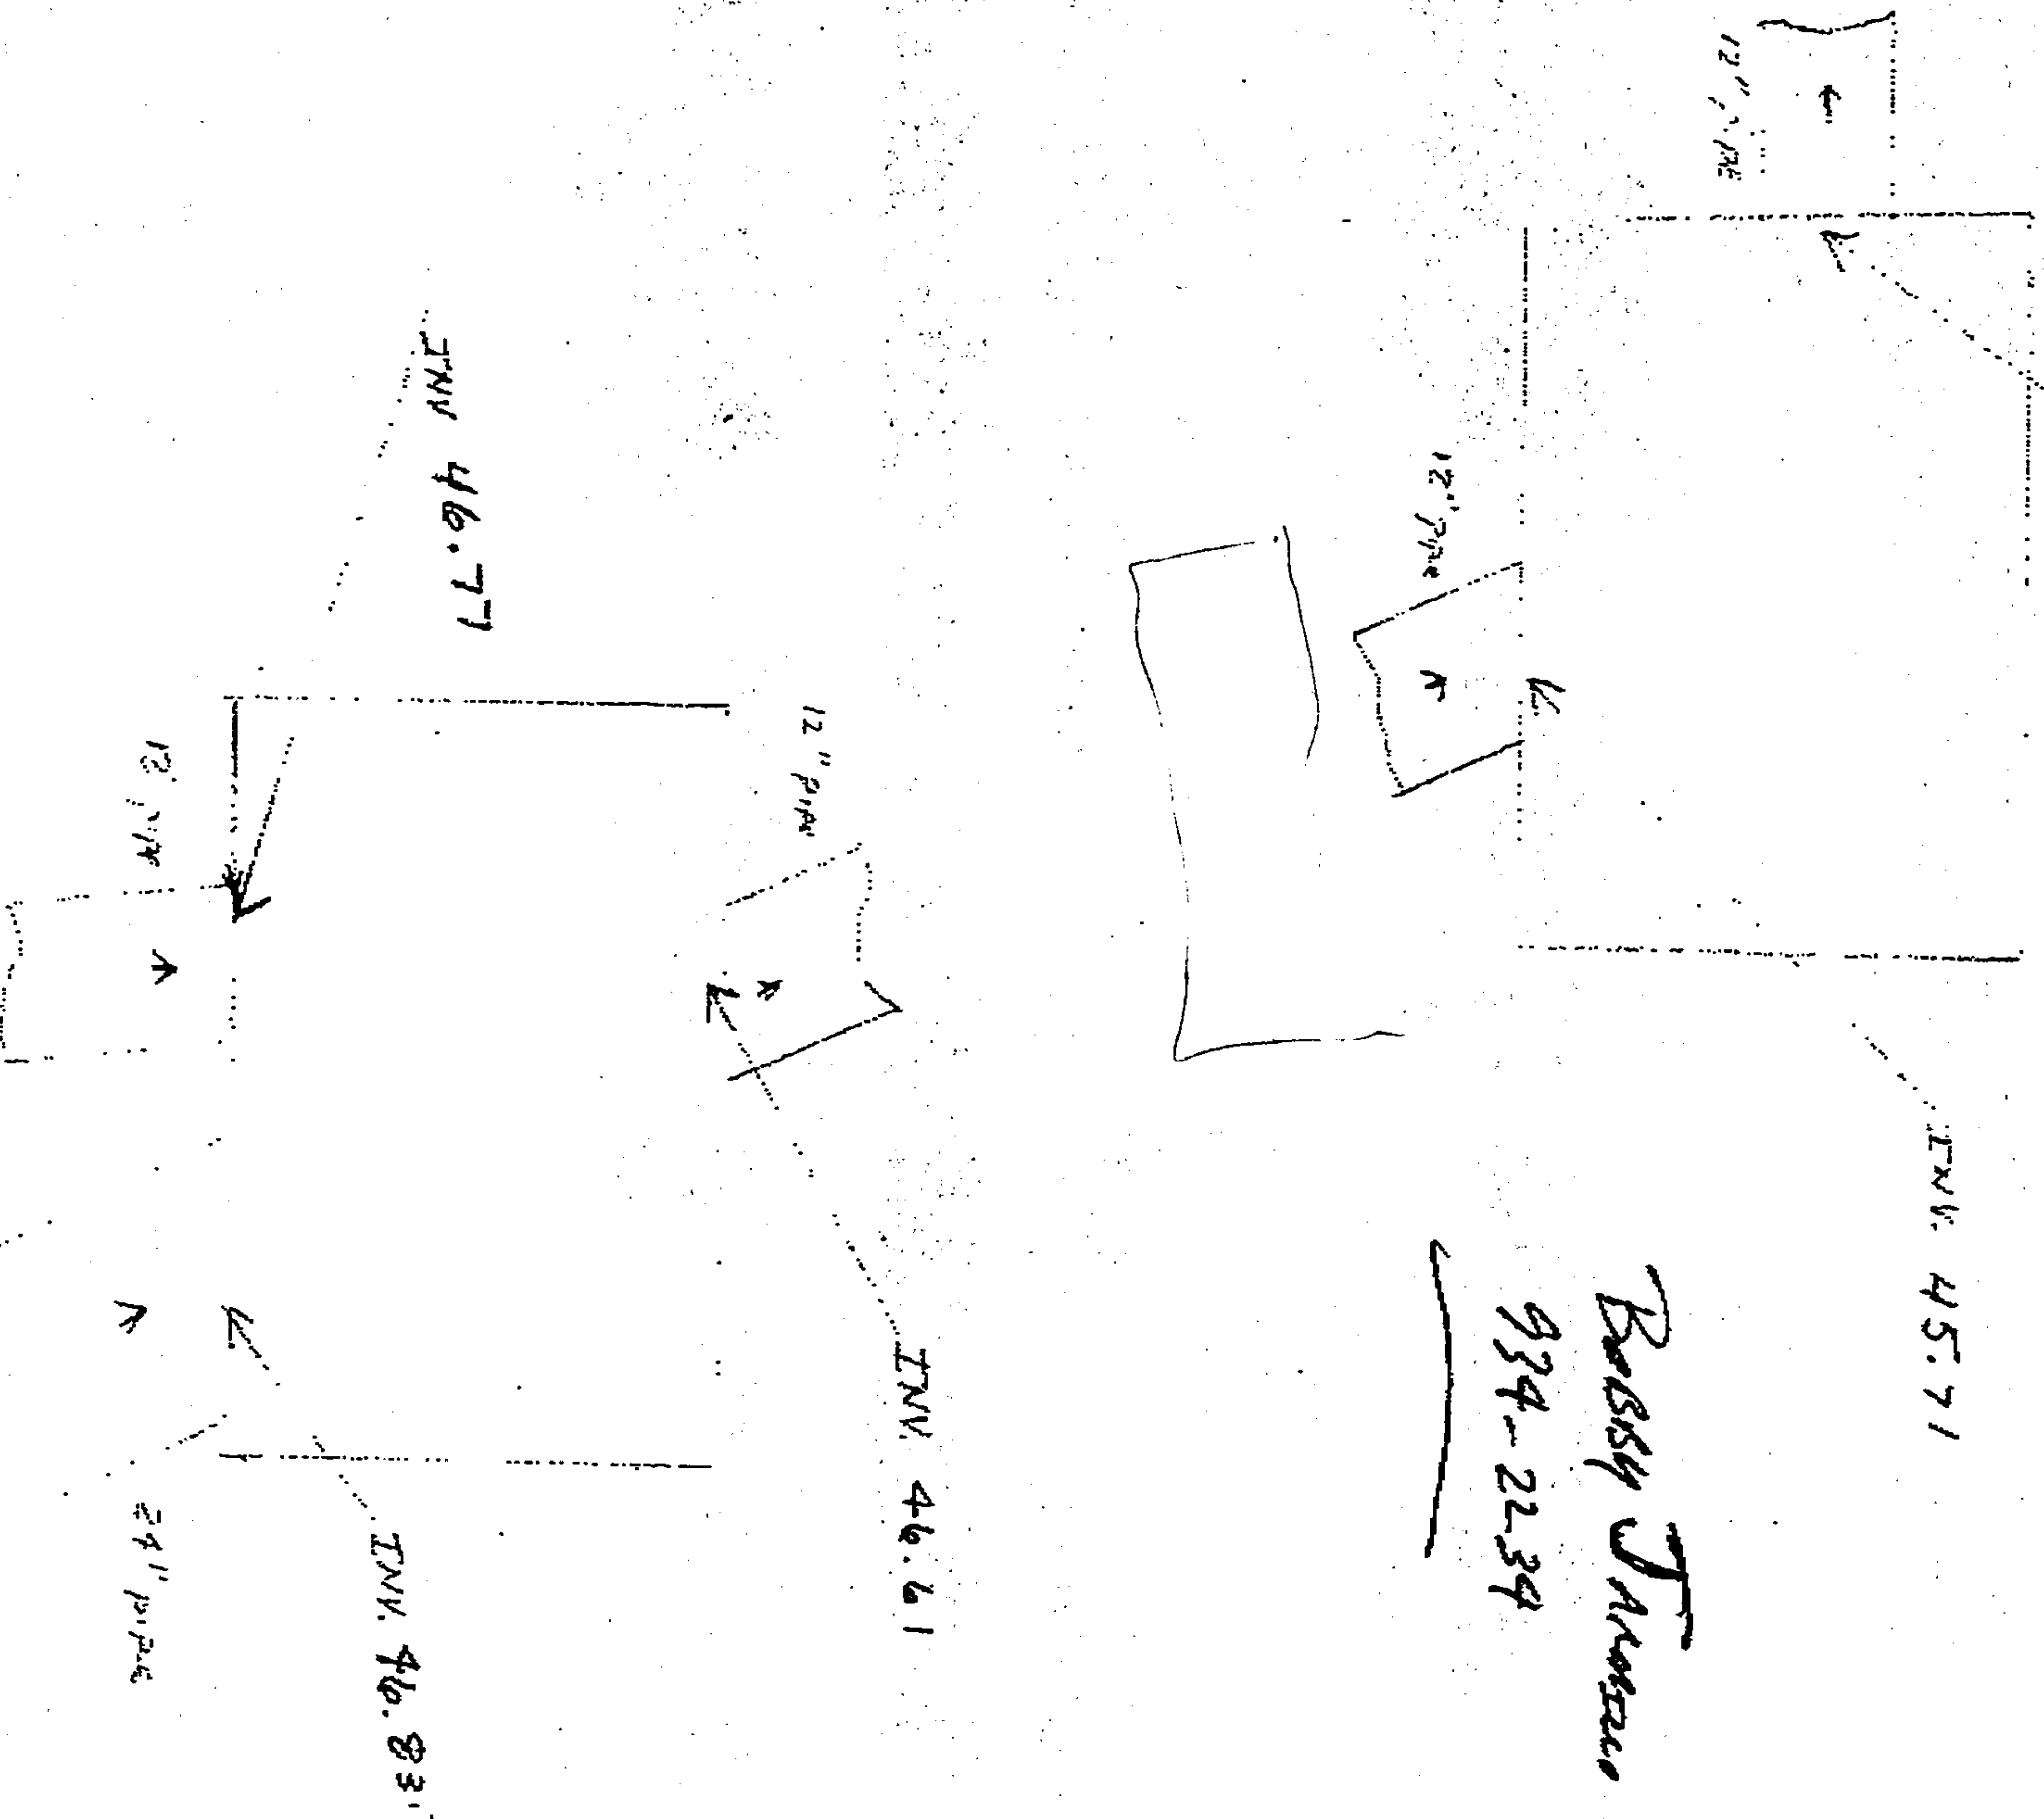 12" PIPE
INV. 45.71
BOBBY
934-2234
12" PIPE
INV. 46.61
12" PIPE
INV 46.77
INV. 46.83'
12" PIPE
24" PIPE